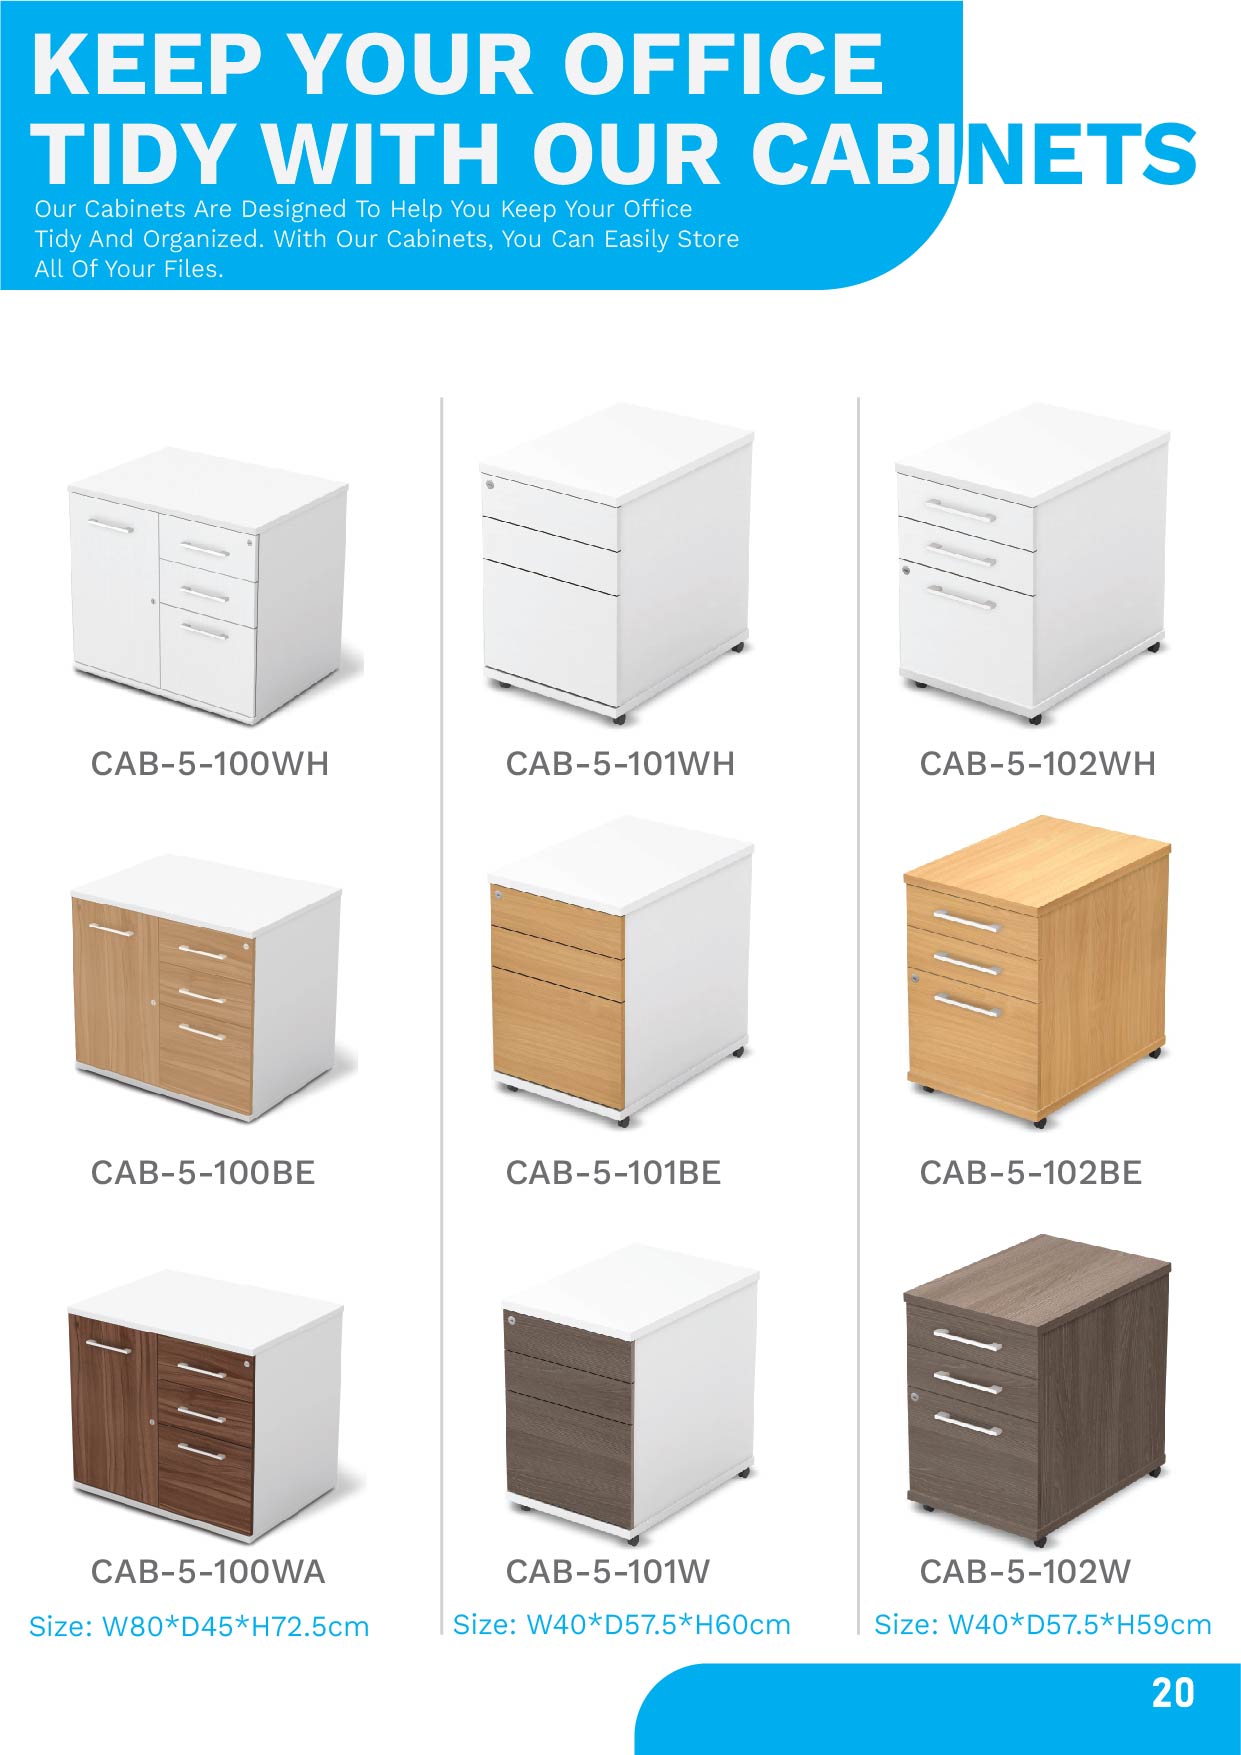 KEEP YOUR OFFICE
TIDY WITH OUR CABINETS
Our Cabinets Are Designed To Help You Keep Your Office
Tidy And Organized. With Our Cabinets, You Can Easily Store
All Of Your Files.
CAB-5-100WH
CAB-5-101WH
CAB-5-102WH
CAB-5-100BE
CAB-5-101BE
CAB-5-102BE
CAB-5-100WA
CAB-5-101W
CAB-5-102W
Size: W80*D45*H72.5cm
Size: W40*D57.5*H60cm
Size: W40*D57.5*H59cm
20